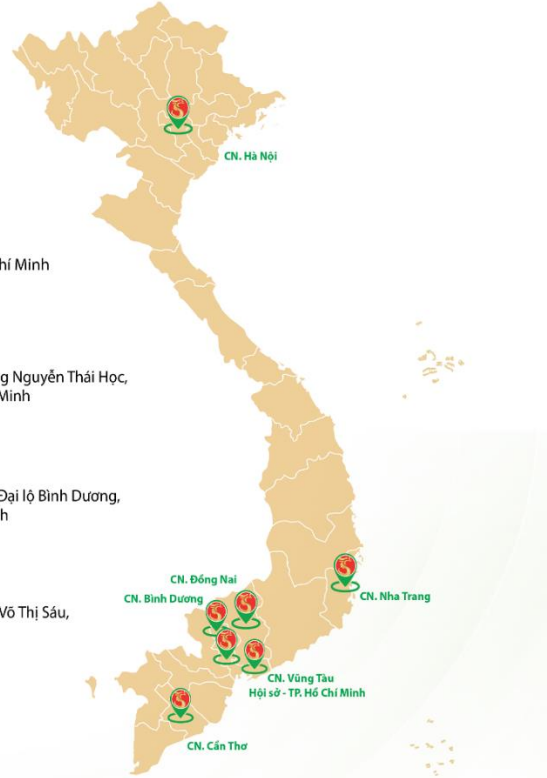 CN. Hà Nội
hí Minh
g Nguyễn Thái Học,
Minh
Đại lộ Bình Dương,
h
CN. Đồng Nai
CN. Bình Dương
CN. Nha Trang
Võ Thị Sáu,
CN. Vũng Tàu
Hội sở - TP. Hồ Chí Minh
CN. Cần Thơ